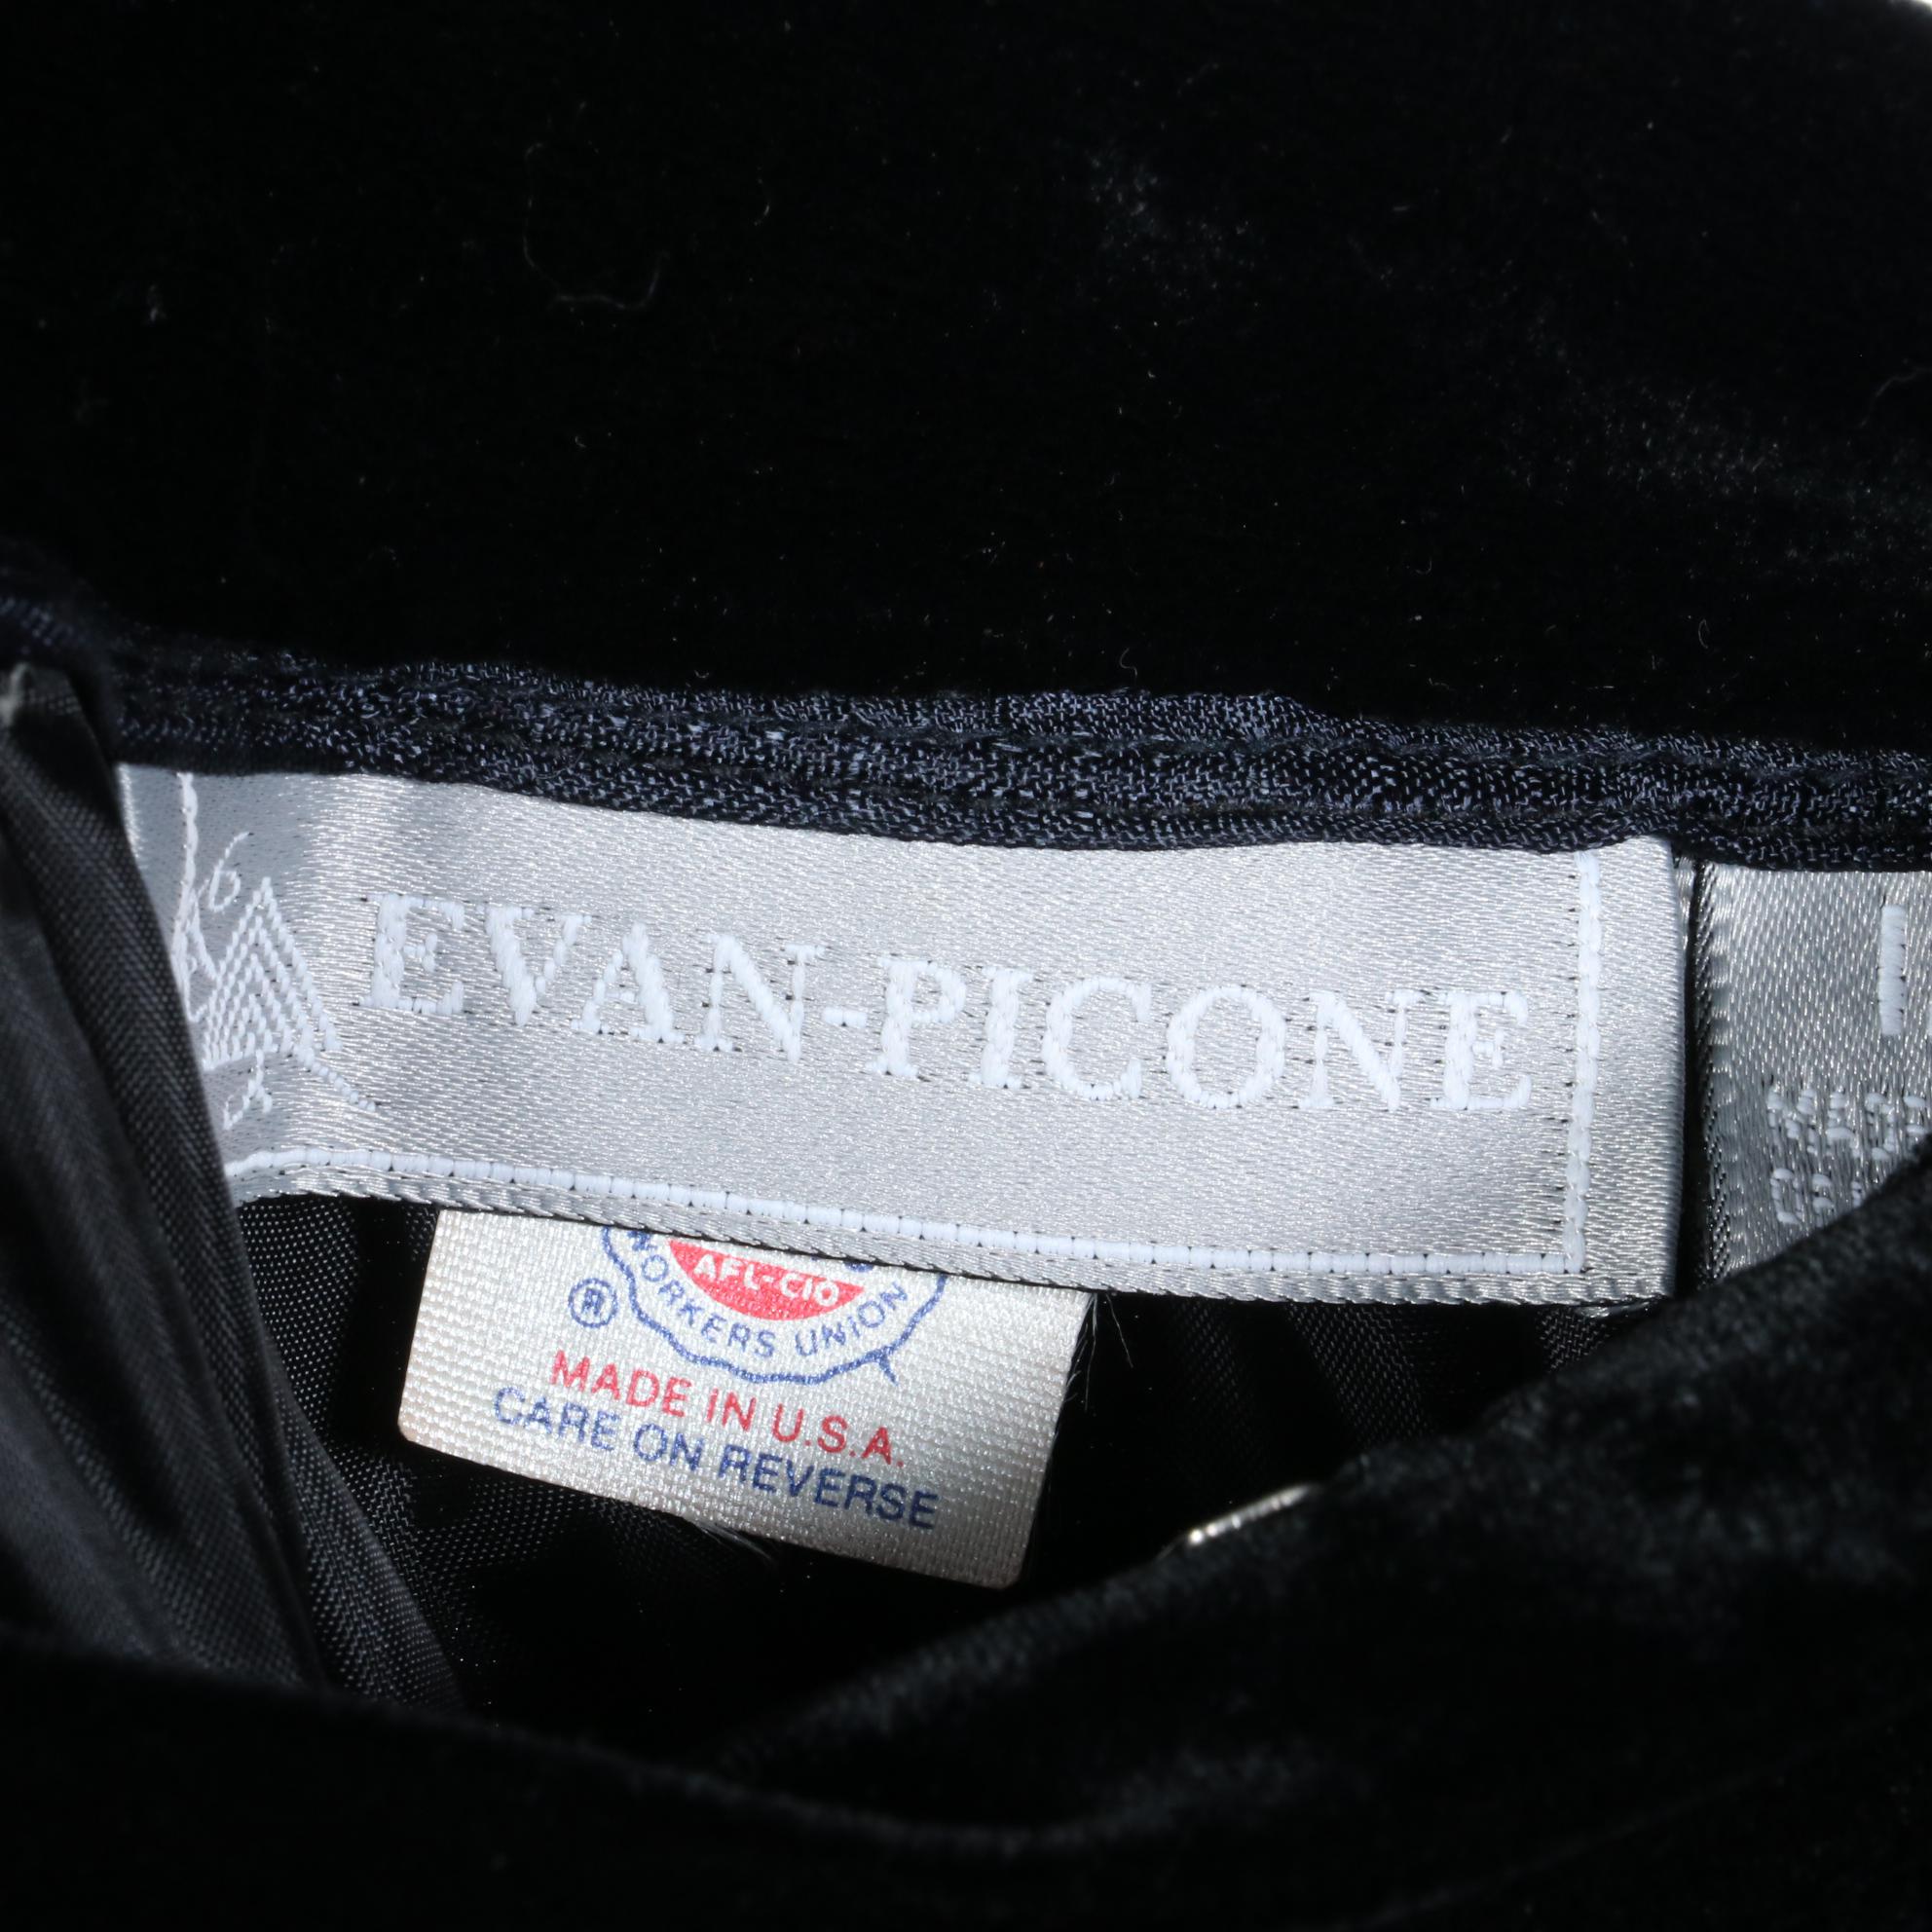 EVAN-PICONE
AFL-CIO
WORKERS UNION
®
MADE IN U.S.A.
CARE ON REVERSE